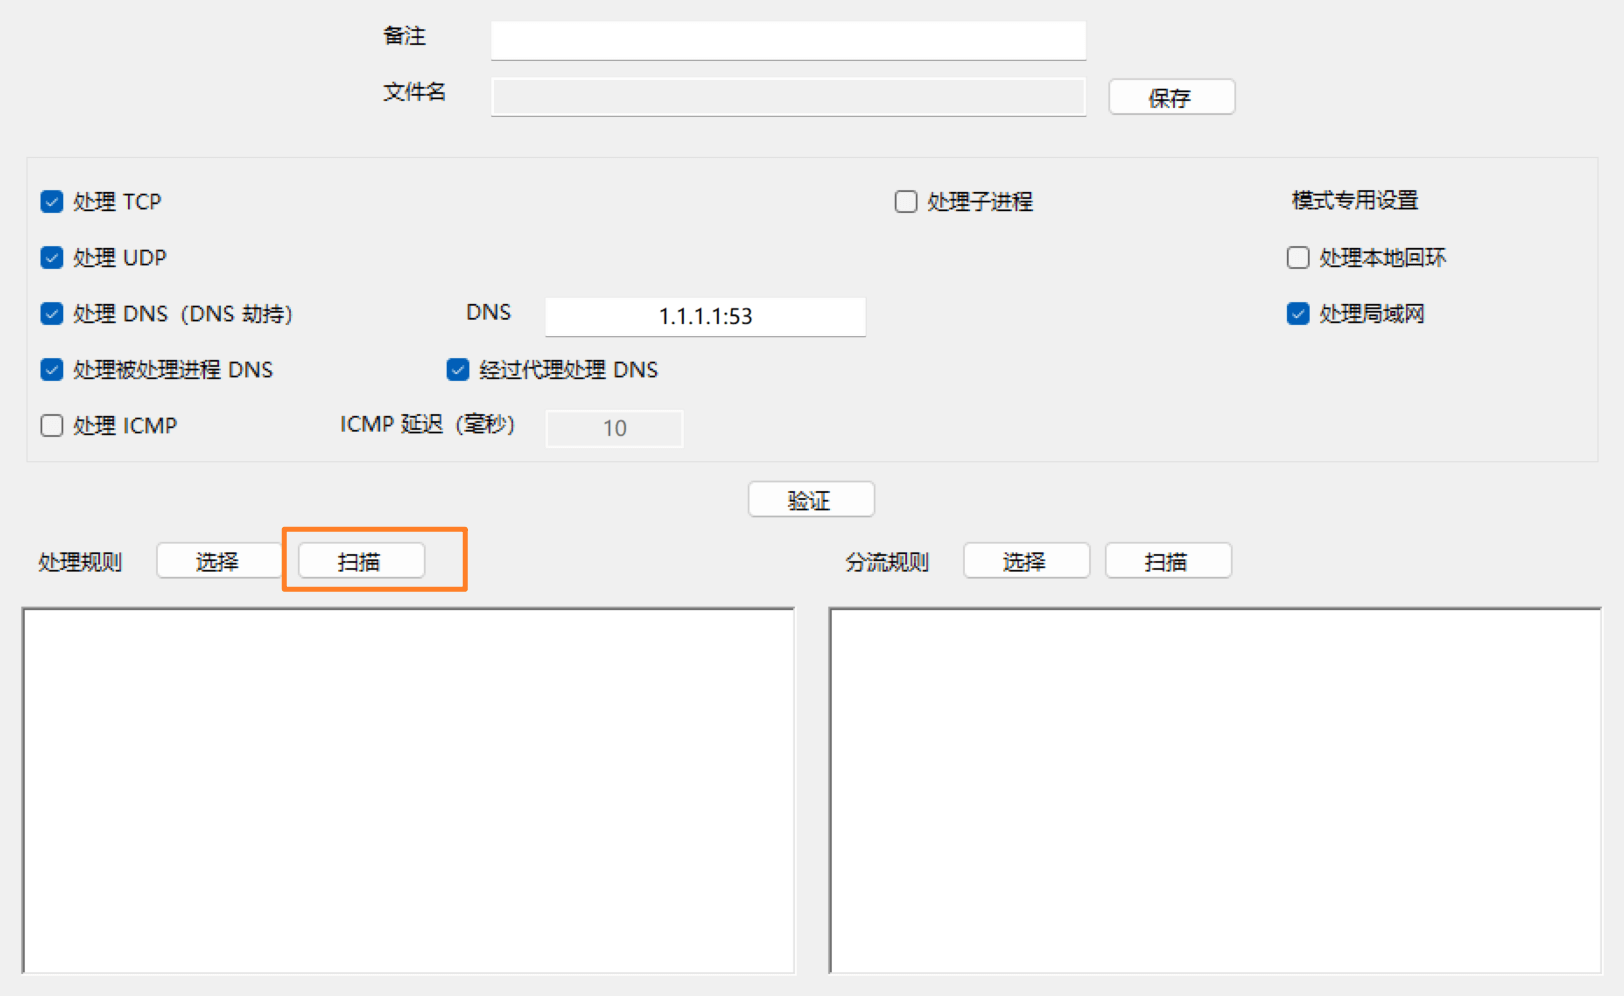 备注
文件名
保存
处理 TCP
处理子进程
模式专用设置
处理 UDP
处理本地回环
处理 DNS（DNS 劫持）
DNS
1.1.1.1:53
处理局域网
处理被处理进程 DNS
经过代理处理 DNS
处理 ICMP
ICMP 延迟（毫秒）
10
验证
处理规则
选择
扫描
分流规则
选择
扫描